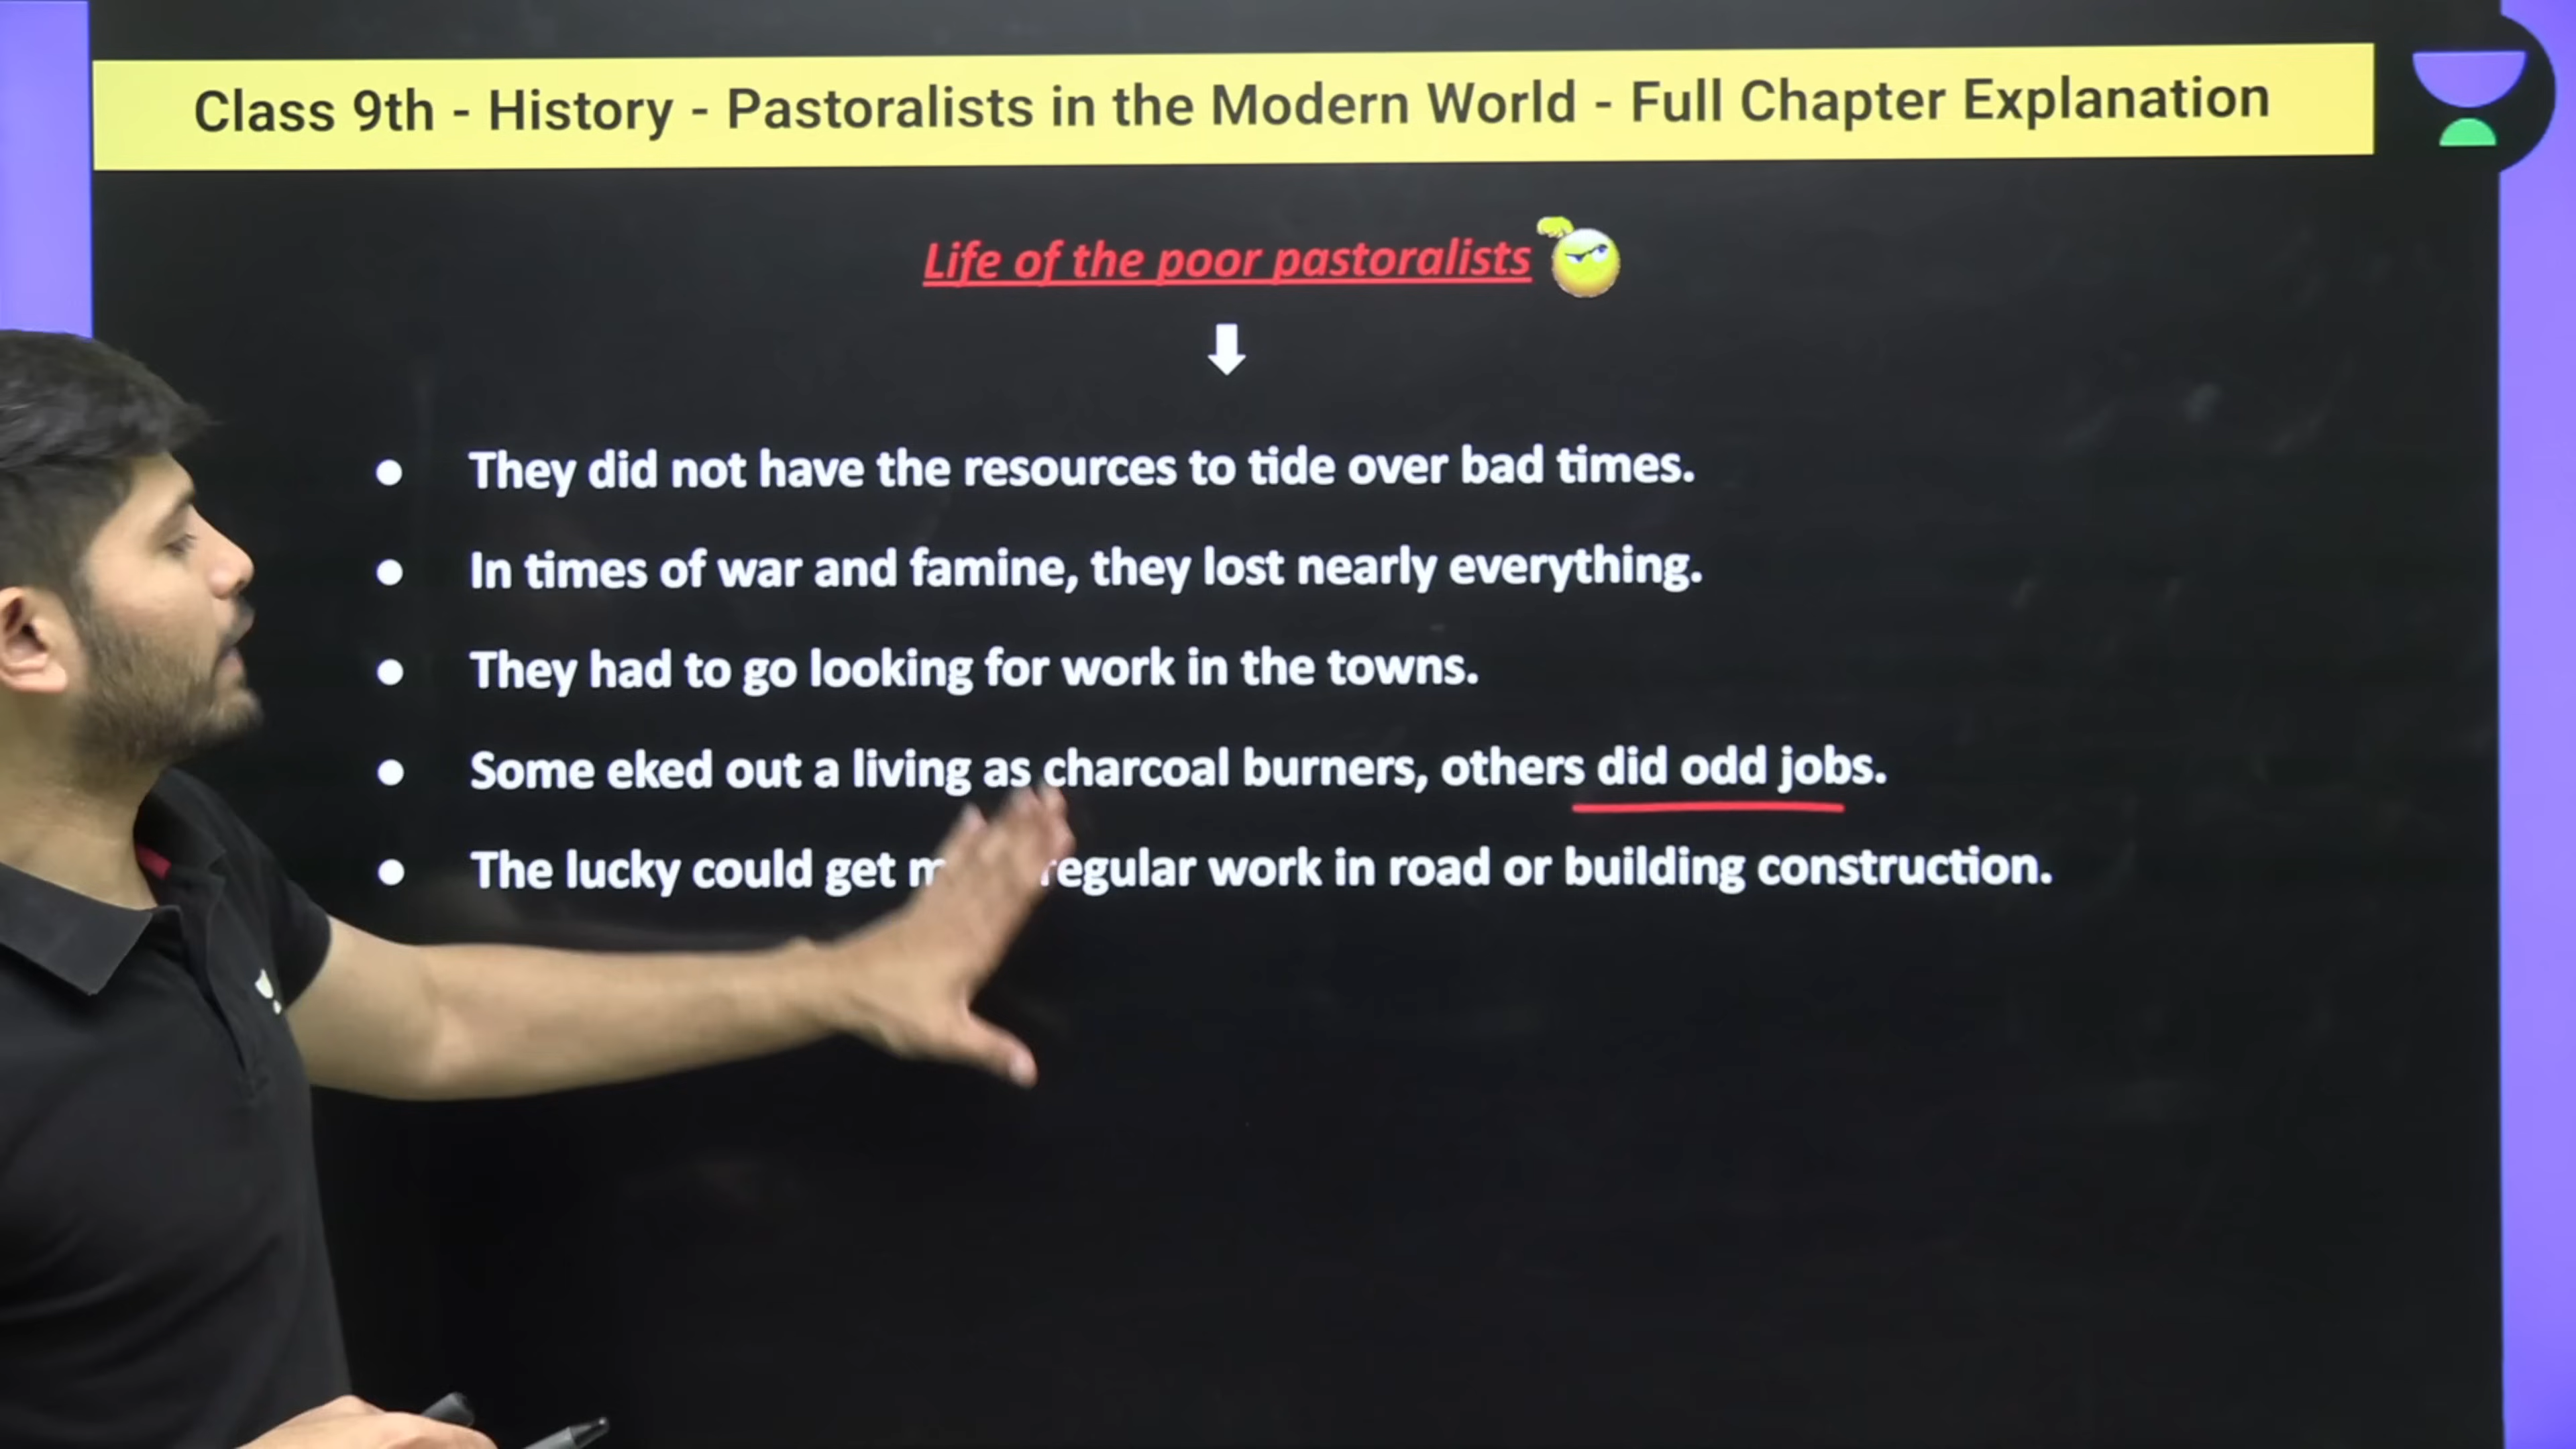 Class 9th - History - Pastoralists in the Modern World - Full Chapter Explanation
Life of the poor pastoralists
● They did not have the resources to tide over bad times.
● In times of war and famine, they lost nearly everything.
● They had to go looking for work in the towns.
● Some eked out a living as charcoal burners, others did odd jobs.
● The lucky could get regular work in road or building construction.